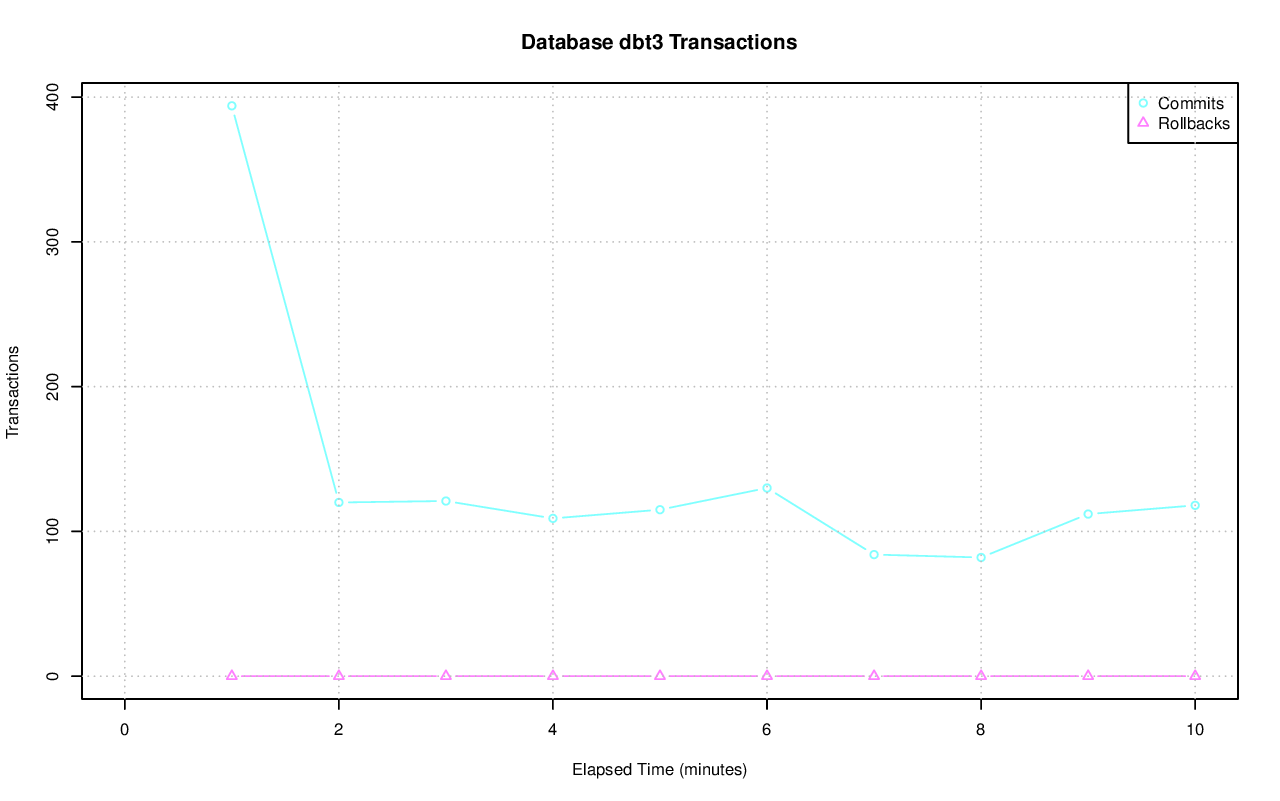 Database dbt3 Transactions
400
300
200
100
0
Transactions
Commits
Rollbacks
0 2 4 6 8 10
Elapsed Time (minutes)